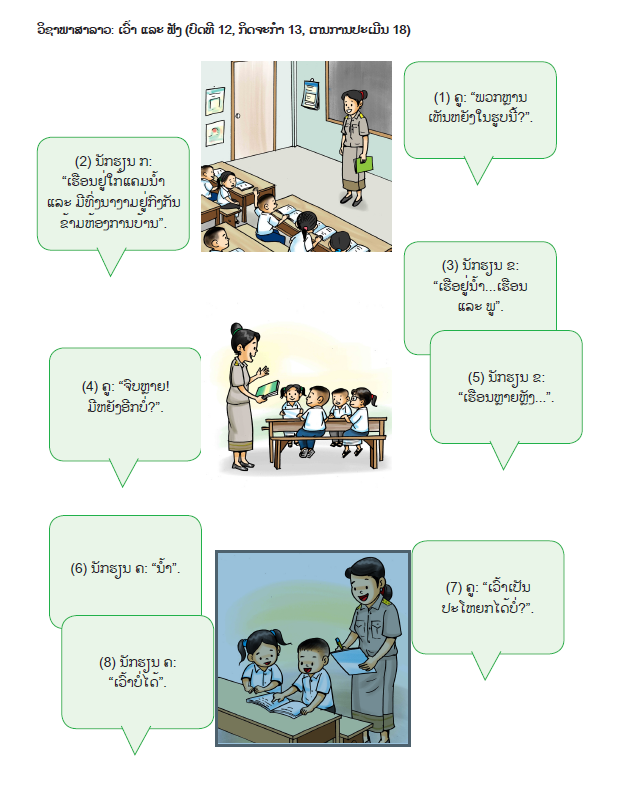 ວິຊາພາສາລາວ: ເວົ້າ ແລະ ຟັງ (ບົດທີ 12, ກິດຈະກຳ 13, ເກນການປະເມີນ 18)
(1) ຄູ: “ພວກຫຼານ
ເຫັນຫຍັງໃນຮູບນີ້?”.
(2) ນັກຮຽນ ກ:
“ເຮືອນຢູ່ໃກ້ແຄມນ້ຳ
ແລະ ມີທົ່ງນາງາມຢູ່ກົງກັນ
ຂ້າມຫ້ອງການບ້ານ”.
(3) ນັກຮຽນ ຂ:
“ເຮືອຢູ່ນ້ຳ...ເຮືອນ
ແລະ ພູ”.
(4) ຄູ: “ຈົບຫຼາຍ!
ມີຫຍັງອີກບໍ່?”.
(5) ນັກຮຽນ ຂ:
“ເຮືອນຫຼາຍຫຼັງ...”.
(6) ນັກຮຽນ ຄ: “ນ້ຳ”.
(7) ຄູ: “ເວົ້າເປັນ
ປະໂຫຍກໄດ້ບໍ່?”.
(8) ນັກຮຽນ ຄ:
“ເວົ້າບໍ່ໄດ້”.